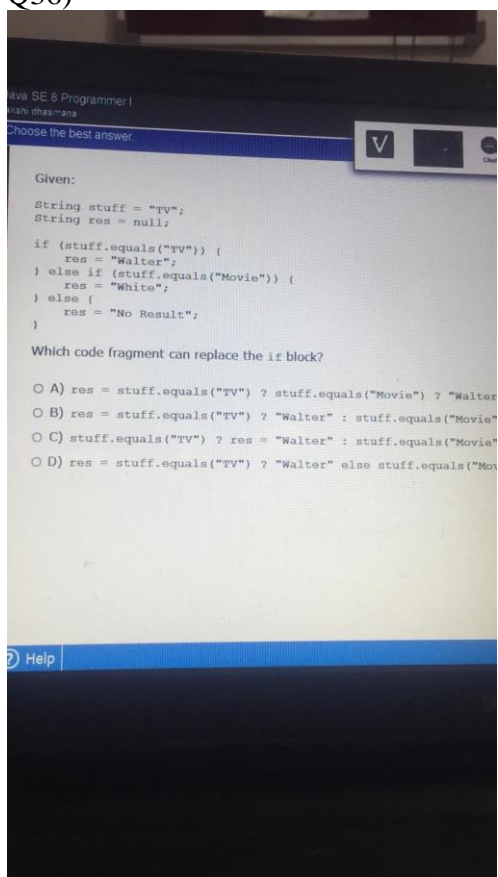 Q36)
ava SE 8 Programmer I
akshi dhasmana
Choose the best answer.
V
Chat
Given:
String stuff = "TV";
String res = null;
if (stuff.equals("TV")) {
res = "Walter";
} else if (stuff.equals("Movie")) {
res = "White";
} else {
res = "No Result";
}
Which code fragment can replace the if block?
A) res = stuff.equals("TV") ? stuff.equals("Movie") ? "Walter
B) res = stuff.equals("TV") ? "Walter" : stuff.equals("Movie"
C) stuff.equals("TV") ? res = "Walter" : stuff.equals("Movie"
D) res = stuff.equals("TV") ? "Walter" else stuff.equals("Mov
? Help